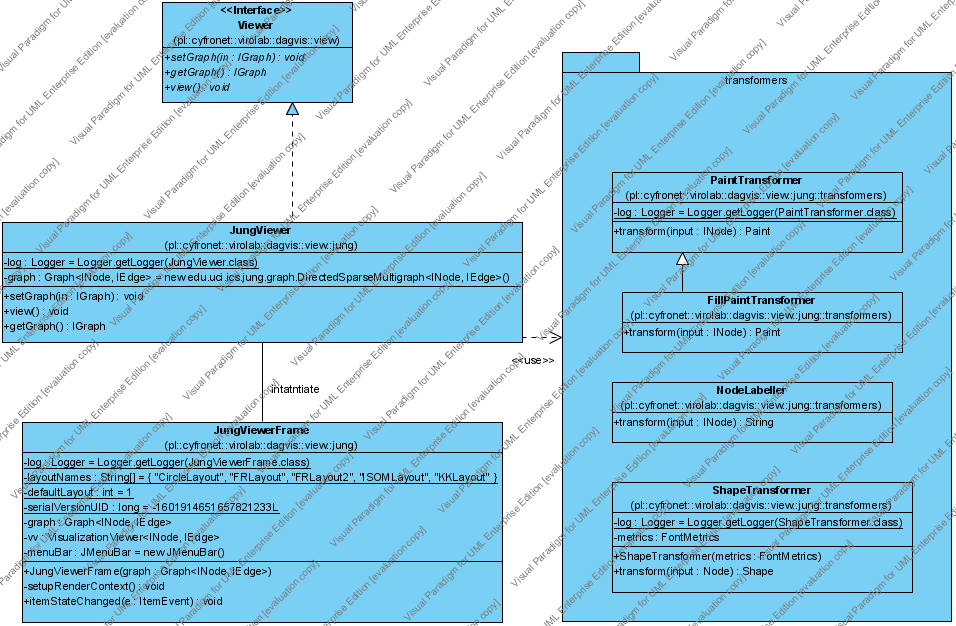 <<Interface>>
Viewer
(pl::cyfronet::virolab::dagvis::view)
+setGraph(in : IGraph) : void
+getGraph() : IGraph
+view() : void
JungViewer
(pl::cyfronet::virolab::dagvis::view::jung)
-log : Logger = Logger.getLogger(JungViewer.class)
-graph : Graph<INode, IEdge> = new edu.uci.ics.jung.graph.DirectedSparseMultigraph<INode, IEdge>()
+setGraph(in : IGraph) : void
+view() : void
+getGraph() : IGraph
<<use>>
intatntiate
JungViewerFrame
(pl::cyfronet::virolab::dagvis::view::jung)
-log : Logger = Logger.getLogger(JungViewerFrame.class)
-layoutNames : String[] = { "CircleLayout", "FRLayout", "FRLayout2", "ISOMLayout", "KKLayout" }
-defaultLayout : int = 1
-serialVersionUID : long = -1601914651657821233L
-graph : Graph<INode, IEdge>
-vv : VisualizationViewer<INode, IEdge>
-menuBar : JMenuBar = new JMenuBar()
+JungViewerFrame(graph : Graph<INode, IEdge>)
-setupRenderContext() : void
+itemStateChanged(e : ItemEvent) : void
transformers
PaintTransformer
(pl::cyfronet::virolab::dagvis::view::jung::transformers)
-log : Logger = Logger.getLogger(PaintTransformer.class)
+transform(input : INode) : Paint
FillPaintTransformer
(pl::cyfronet::virolab::dagvis::view::jung::transformers)
+transform(input : INode) : Paint
NodeLabeller
(pl::cyfronet::virolab::dagvis::view::jung::transformers)
+transform(input : INode) : String
ShapeTransformer
(pl::cyfronet::virolab::dagvis::view::jung::transformers)
-log : Logger = Logger.getLogger(ShapeTransformer.class)
-metrics : FontMetrics
+ShapeTransformer(metrics : FontMetrics)
+transform(input : Node) : Shape
Visual Paradigm for UML Enterprise Edition [evaluation copy]